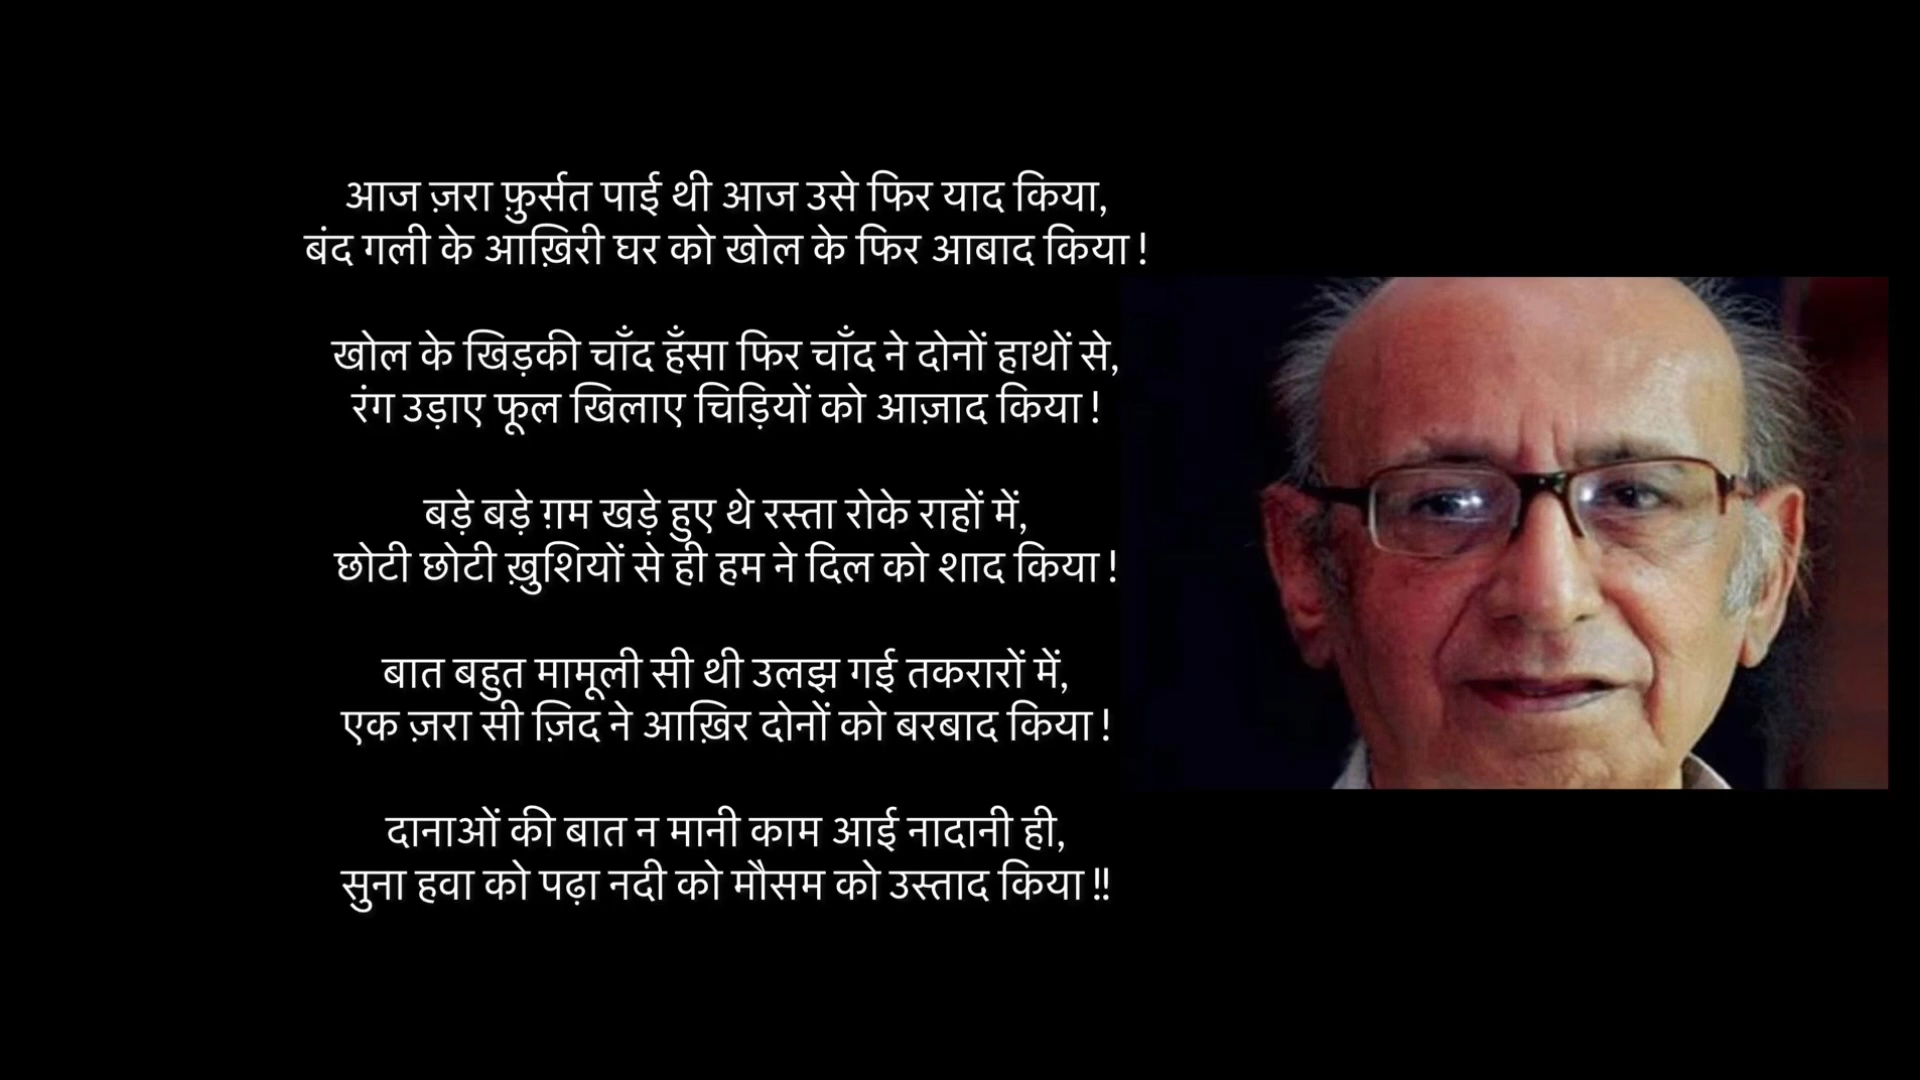 आज ज़रा फ़ुर्सत पाई थी आज उसे फिर याद किया,
बंद गली के आख़िरी घर को खोल के फिर आबाद किया !
खोल के खिड़की चाँद हँसा फिर चाँद ने दोनों हाथों से,
रंग उड़ाए फूल खिलाए चिड़ियों को आज़ाद किया !
बड़े बड़े ग़म खड़े हुए थे रस्ता रोके राहों में,
छोटी छोटी ख़ुशियों से ही हम ने दिल को शाद किया !
बात बहुत मामूली सी थी उलझ गई तकरारों में,
एक ज़रा सी ज़िद ने आख़िर दोनों को बरबाद किया !
दानाओं की बात न मानी काम आई नादानी ही,
सुना हवा को पढ़ा नदी को मौसम को उस्ताद किया !!